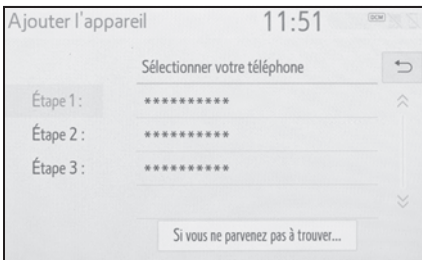 Ajouter l'appareil 11:51 DCM
Sélectionner votre téléphone
Étape 1 : **********
Étape 2 : **********
Étape 3 : **********
Si vous ne parvenez pas à trouver...